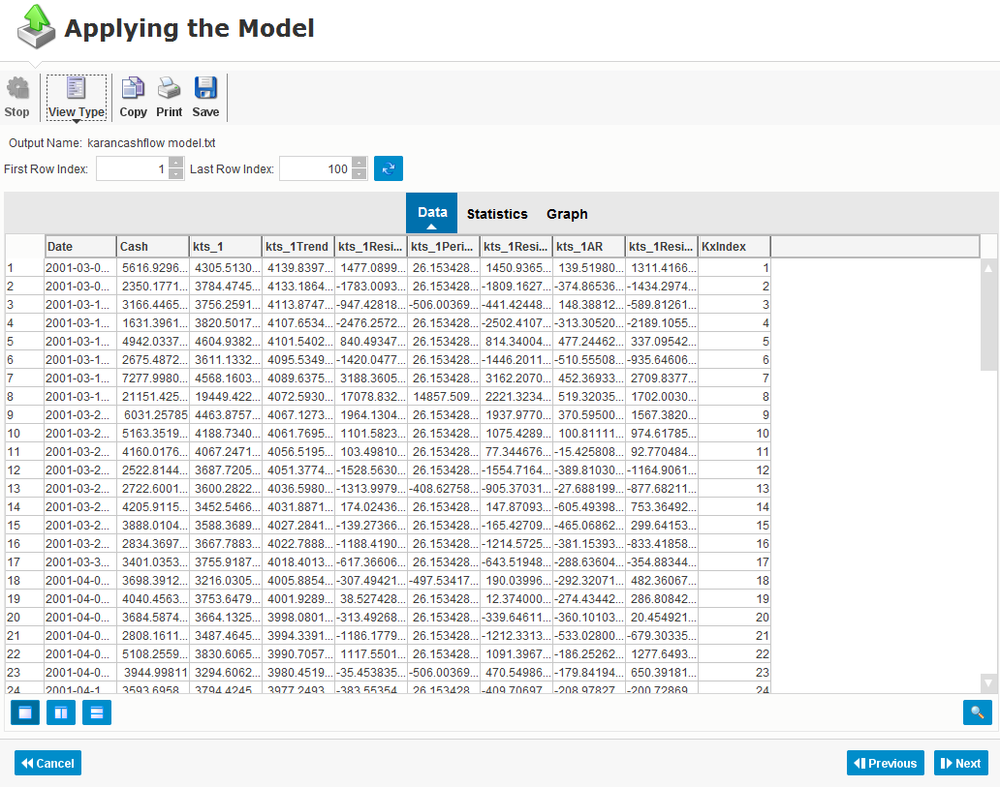 Applying the Model
Stop View Type Copy Print Save
Output Name: karancashflow model.txt
First Row Index: 1 Last Row Index: 100
Data Statistics Graph
Date Cash kts_1 kts_1Trend kts_1Resi... kts_1Peri... kts_1Resi... kts_1AR kts_1Resi... KxIndex
1 2001-03-0... 5616.9296... 4305.5130... 4139.8397... 1477.0899... 26.153428... 1450.9365... 139.51980... 1311.4166... 1
2 2001-03-0... 2350.1771... 3784.4745... 4133.1864... -1783.0093... 26.153428... -1809.1627... -374.86536... -1434.2974... 2
3 2001-03-1... 3166.4465... 3756.2591... 4113.8747... -947.42818... -506.00369... -441.42448... 148.38812... -589.81261... 3
4 2001-03-1... 1631.3961... 3820.5017... 4107.6534... -2476.2572... 26.153428... -2502.4107... -313.30520... -2189.1055... 4
5 2001-03-1... 4942.0337... 4604.9382... 4101.5402... 840.49347... 26.153428... 814.34004... 477.24462... 337.09542... 5
6 2001-03-1... 2675.4872... 3611.1332... 4095.5349... -1420.0477... 26.153428... -1446.2011... -510.55508... -935.64606... 6
7 2001-03-1... 7277.9980... 4568.1603... 4089.6375... 3188.3605... 26.153428... 3162.2070... 452.36933... 2709.8377... 7
8 2001-03-1... 21151.425... 19449.422... 4072.5930... 17078.832... 14857.509... 2221.3234... 519.32035... 1702.0030... 8
9 2001-03-2... 6031.25785 4463.8757... 4067.1273... 1964.1304... 26.153428... 1937.9770... 370.59500... 1567.3820... 9
10 2001-03-2... 5163.3519... 4188.7340... 4061.7695... 1101.5823... 26.153428... 1075.4289... 100.81111... 974.61785... 10
11 2001-03-2... 4160.0176... 4067.2471... 4056.5195... 103.49810... 26.153428... 77.344676... -15.425808... 92.770484... 11
12 2001-03-2... 2522.8144... 3687.7205... 4051.3774... -1528.5630... 26.153428... -1554.7164... -389.81030... -1164.9061... 12
13 2001-03-2... 2722.6001... 3600.2822... 4036.5980... -1313.9979... -408.62758... -905.37031... -27.688199... -877.68211... 13
14 2001-03-2... 4205.9115... 3452.5466... 4031.8871... 174.02436... 26.153428... 147.87093... -605.49398... 753.36492... 14
15 2001-03-2... 3888.0104... 3588.3689... 4027.2841... -139.27366... 26.153428... -165.42709... -465.06862... 299.64153... 15
16 2001-03-2... 2834.3697... 3667.7883... 4022.7888... -1188.4190... 26.153428... -1214.5725... -381.15393... -833.41858... 16
17 2001-03-3... 3401.0353... 3755.9187... 4018.4013... -617.36606... 26.153428... -643.51948... -288.63604... -354.88344... 17
18 2001-04-0... 3698.3912... 3216.0305... 4005.8854... -307.49421... -497.53417... 190.03996... -292.32071... 482.36067... 18
19 2001-04-0... 4040.4563... 3753.6479... 4001.9289... 38.527428... 26.153428... 12.374000... -274.43442... 286.80842... 19
20 2001-04-0... 3684.5874... 3664.1325... 3998.0801... -313.49268... 26.153428... -339.64611... -360.10103... 20.454921... 20
21 2001-04-0... 2808.1611... 3487.4645... 3994.3391... -1186.1779... 26.153428... -1212.3313... -533.02800... -679.30335... 21
22 2001-04-0... 5108.2559... 3830.6065... 3990.7057... 1117.5501... 26.153428... 1091.3967... -186.25262... 1277.6493... 22
23 2001-04-0... 3944.99811 3294.6062... 3980.4519... -35.453835... -506.00369... 470.54986... -179.84194... 650.39181... 23
24 2001-04-1... 3593.6958... 3794.4245... 3977.2493... -383.55354... 26.153428... -409.70697... -208.97827... -200.72869... 24
Cancel Previous Next